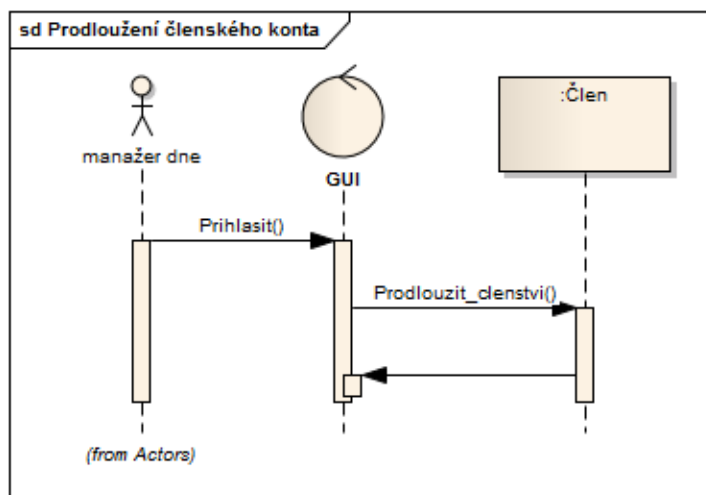 sd Prodloužení členského konta
:Člen
manažer dne
GUI
Prihlasit()
Prodlouzit_clenstvi()
(from Actors)